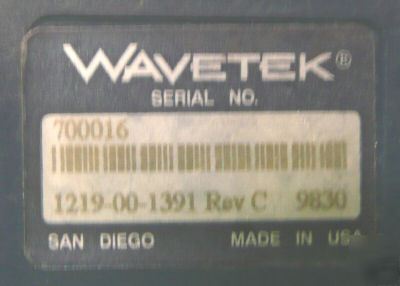 WAVETEK®
SERIAL NO.
700016
1219-00-1391 Rev C 9830
SAN DIEGO MADE IN USA